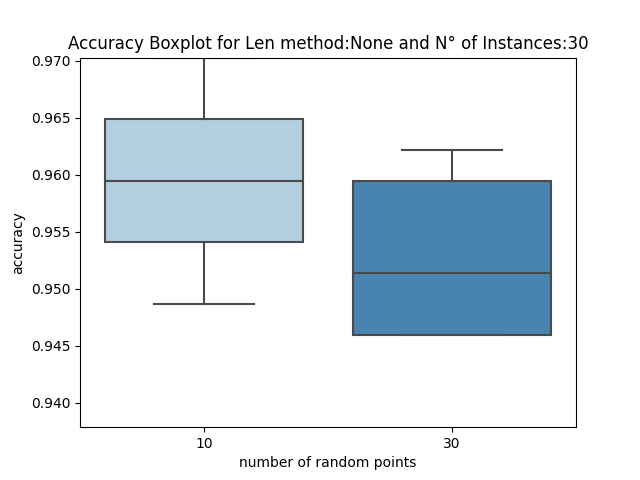 Accuracy Boxplot for Len method:None and N° of Instances:30
0.970
0.965
0.960
0.955
0.950
0.945
0.940
accuracy
10 30
number of random points